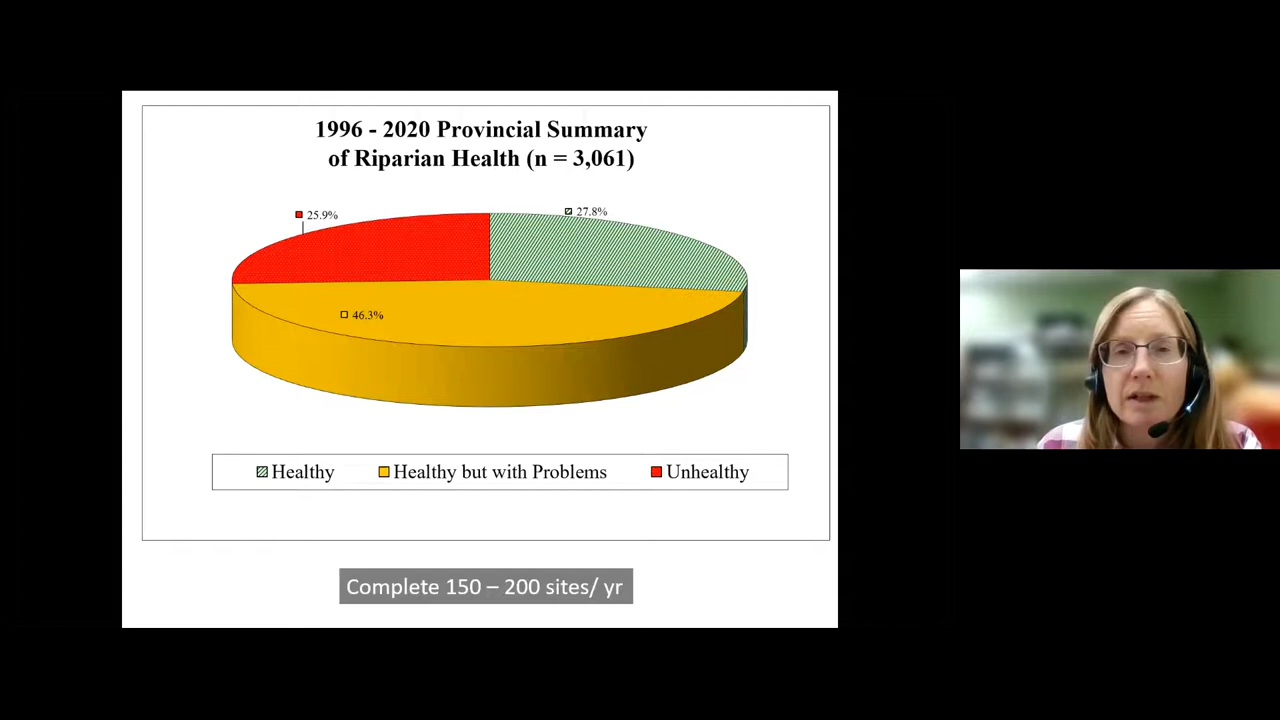 1996 - 2020 Provincial Summary
of Riparian Health (n = 3,061)
25.9%
27.8%
46.3%
Healthy
Healthy but with Problems
Unhealthy
Complete 150 – 200 sites/ yr